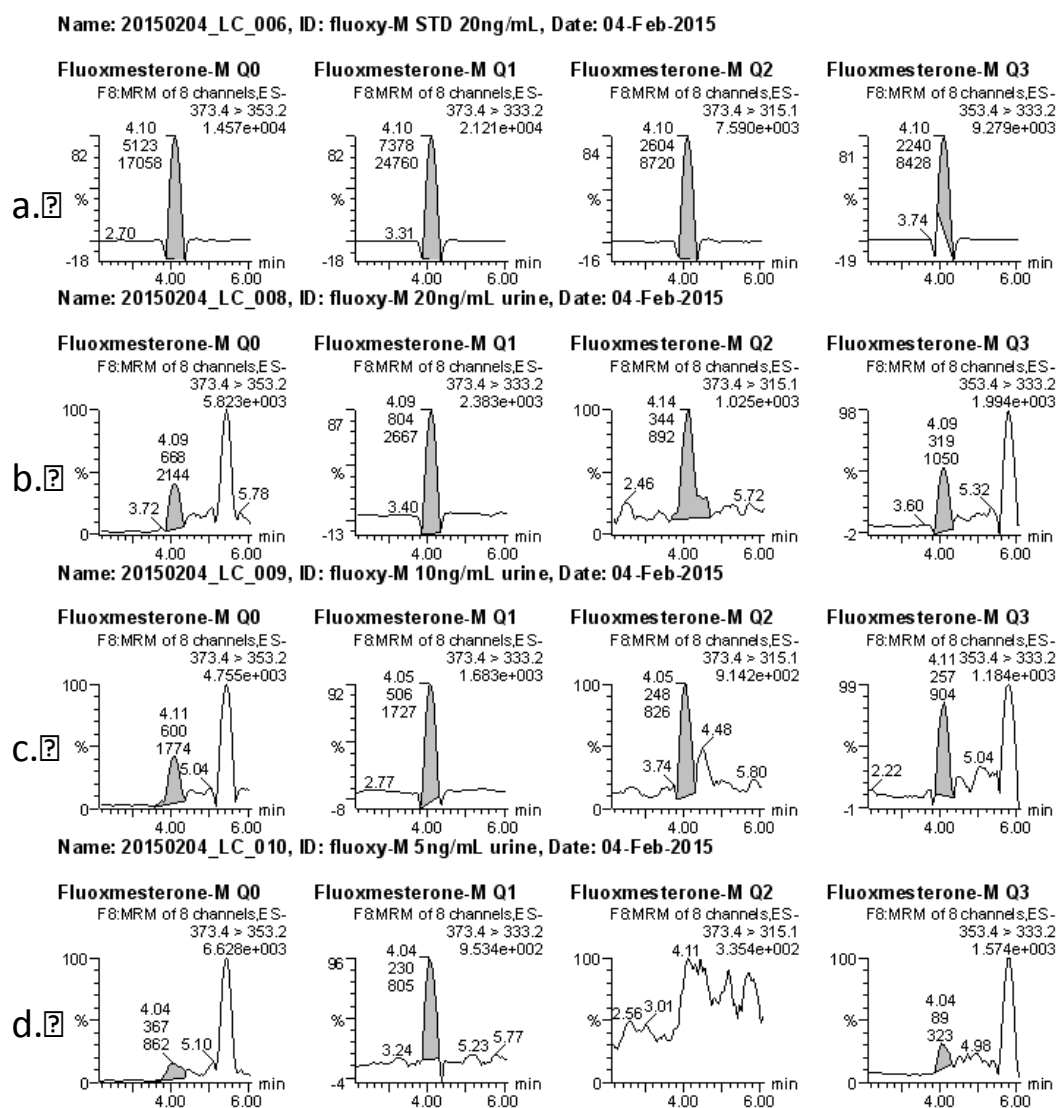 Name: 20150204_LC_006, ID: fluoxy-M STD 20ng/mL, Date: 04-Feb-2015
Fluoxmesterone-M Q0
F8:MRM of 8 channels,ES-
373.4 > 353.2
1.457e+004
4.10
5123
17058
82
%
2.70
-18
4.00
6.00
min
Fluoxmesterone-M Q1
F8:MRM of 8 channels,ES-
373.4 > 333.2
2.121e+004
4.10
7378
24760
82
%
3.31
-18
4.00
6.00
min
Fluoxmesterone-M Q2
F8:MRM of 8 channels,ES-
373.4 > 315.1
7.590e+003
4.10
2604
8720
84
%
-16
4.00
6.00
min
Fluoxmesterone-M Q3
F8:MRM of 8 channels,ES-
353.4 > 333.2
9.279e+003
4.10
2240
8428
81
%
3.74
-19
4.00
6.00
min
a.
Name: 20150204_LC_008, ID: fluoxy-M 20ng/mL urine, Date: 04-Feb-2015
Fluoxmesterone-M Q0
F8:MRM of 8 channels,ES-
373.4 > 353.2
5.823e+003
100
4.09
668
2144
%
3.72
5.78
0
4.00
6.00
min
Fluoxmesterone-M Q1
F8:MRM of 8 channels,ES-
373.4 > 333.2
2.383e+003
4.09
804
2667
87
%
3.40
-13
4.00
6.00
min
Fluoxmesterone-M Q2
F8:MRM of 8 channels,ES-
373.4 > 315.1
1.025e+003
4.14
344
892
100
%
2.46
5.72
0
4.00
6.00
min
Fluoxmesterone-M Q3
F8:MRM of 8 channels,ES-
353.4 > 333.2
1.994e+003
98
4.09
319
1050
%
3.60
5.32
-2
4.00
6.00
min
b.
Name: 20150204_LC_009, ID: fluoxy-M 10ng/mL urine, Date: 04-Feb-2015
Fluoxmesterone-M Q0
F8:MRM of 8 channels,ES-
373.4 > 353.2
4.755e+003
100
4.11
600
1774
%
5.04
0
4.00
6.00
min
Fluoxmesterone-M Q1
F8:MRM of 8 channels,ES-
373.4 > 333.2
1.683e+003
4.05
506
1727
92
%
2.77
-8
4.00
6.00
min
Fluoxmesterone-M Q2
F8:MRM of 8 channels,ES-
373.4 > 315.1
9.142e+002
4.05
248
826
100
%
3.74
4.48
5.80
0
4.00
6.00
min
Fluoxmesterone-M Q3
F8:MRM of 8 channels,ES-
353.4 > 333.2
1.184e+003
4.11
257
904
99
%
2.22
5.04
-1
4.00
6.00
min
c.
Name: 20150204_LC_010, ID: fluoxy-M 5ng/mL urine, Date: 04-Feb-2015
Fluoxmesterone-M Q0
F8:MRM of 8 channels,ES-
373.4 > 353.2
6.628e+003
100
4.04
367
862
%
5.10
0
4.00
6.00
min
Fluoxmesterone-M Q1
F8:MRM of 8 channels,ES-
373.4 > 333.2
9.534e+002
4.04
230
805
96
%
3.24
5.23
5.77
-4
4.00
6.00
min
Fluoxmesterone-M Q2
F8:MRM of 8 channels,ES-
373.4 > 315.1
3.354e+002
100
4.11
%
2.56
3.01
0
4.00
6.00
min
Fluoxmesterone-M Q3
F8:MRM of 8 channels,ES-
353.4 > 333.2
1.574e+003
100
4.04
89
323
%
4.98
0
4.00
6.00
min
d.